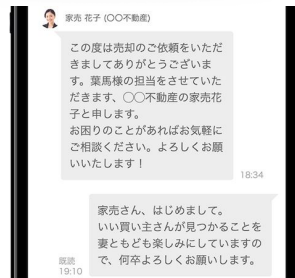 家売 花子 (〇〇不動産)
この度は売却のご依頼をいただ
きましてありがとうございま
す。葉馬様の担当をさせていた
だきます、◯◯不動産の家売花
子と申します。
お困りのことがあればお気軽に
ご相談ください。よろしくお願
いいたします！
18:34
家売さん、はじめまして。
いい買い主さんが見つかることを
妻ともども楽しみにしていますの
で、何卒よろしくお願いします。
既読
19:10